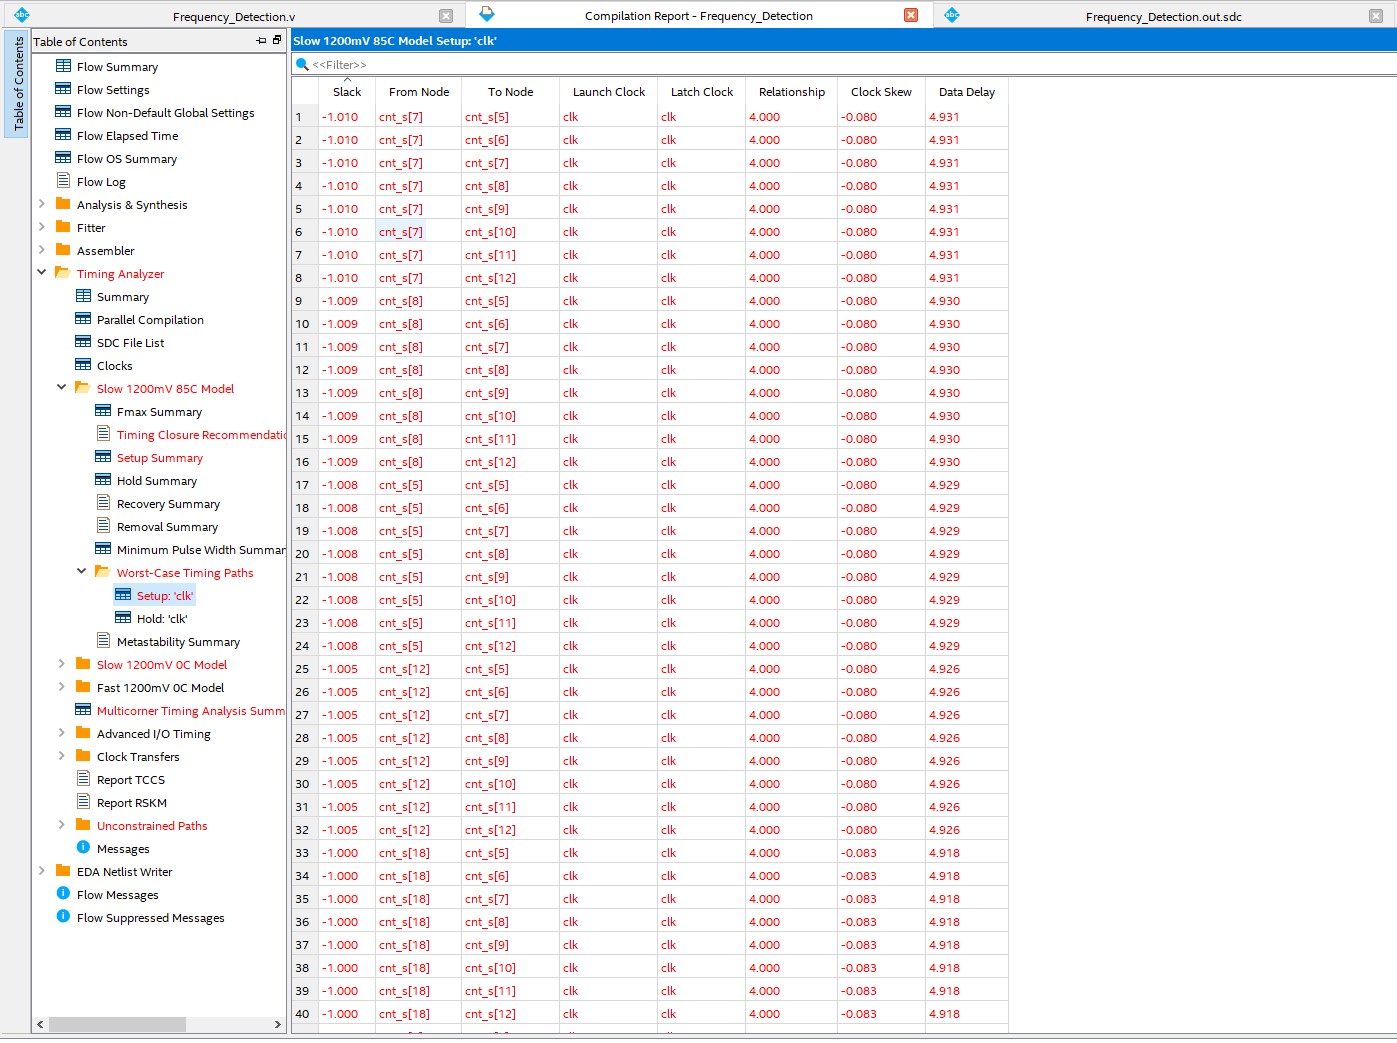 Frequency_Detection.v
Compilation Report - Frequency_Detection
Frequency_Detection.out.sdc
Table of Contents
Table of Contents
Flow Summary
Flow Settings
Flow Non-Default Global Settings
Flow Elapsed Time
Flow OS Summary
Flow Log
Analysis & Synthesis
Fitter
Assembler
Timing Analyzer
Summary
Parallel Compilation
SDC File List
Clocks
Slow 1200mV 85C Model
Fmax Summary
Timing Closure Recommendatic
Setup Summary
Hold Summary
Recovery Summary
Removal Summary
Minimum Pulse Width Summar
Worst-Case Timing Paths
Setup: 'clk'
Hold: 'clk'
Metastability Summary
Slow 1200mV 0C Model
Fast 1200mV 0C Model
Multicorner Timing Analysis Summ
Advanced I/O Timing
Clock Transfers
Report TCCS
Report RSKM
Unconstrained Paths
Messages
EDA Netlist Writer
Flow Messages
Flow Suppressed Messages
Slow 1200mV 85C Model Setup: 'clk'
<<Filter>>
Slack From Node To Node Launch Clock Latch Clock Relationship Clock Skew Data Delay
1 -1.010 cnt_s[7] cnt_s[5] clk clk 4.000 -0.080 4.931
2 -1.010 cnt_s[7] cnt_s[6] clk clk 4.000 -0.080 4.931
3 -1.010 cnt_s[7] cnt_s[7] clk clk 4.000 -0.080 4.931
4 -1.010 cnt_s[7] cnt_s[8] clk clk 4.000 -0.080 4.931
5 -1.010 cnt_s[7] cnt_s[9] clk clk 4.000 -0.080 4.931
6 -1.010 cnt_s[7] cnt_s[10] clk clk 4.000 -0.080 4.931
7 -1.010 cnt_s[7] cnt_s[11] clk clk 4.000 -0.080 4.931
8 -1.010 cnt_s[7] cnt_s[12] clk clk 4.000 -0.080 4.931
9 -1.009 cnt_s[8] cnt_s[5] clk clk 4.000 -0.080 4.930
10 -1.009 cnt_s[8] cnt_s[6] clk clk 4.000 -0.080 4.930
11 -1.009 cnt_s[8] cnt_s[7] clk clk 4.000 -0.080 4.930
12 -1.009 cnt_s[8] cnt_s[8] clk clk 4.000 -0.080 4.930
13 -1.009 cnt_s[8] cnt_s[9] clk clk 4.000 -0.080 4.930
14 -1.009 cnt_s[8] cnt_s[10] clk clk 4.000 -0.080 4.930
15 -1.009 cnt_s[8] cnt_s[11] clk clk 4.000 -0.080 4.930
16 -1.009 cnt_s[8] cnt_s[12] clk clk 4.000 -0.080 4.930
17 -1.008 cnt_s[5] cnt_s[5] clk clk 4.000 -0.080 4.929
18 -1.008 cnt_s[5] cnt_s[6] clk clk 4.000 -0.080 4.929
19 -1.008 cnt_s[5] cnt_s[7] clk clk 4.000 -0.080 4.929
20 -1.008 cnt_s[5] cnt_s[8] clk clk 4.000 -0.080 4.929
21 -1.008 cnt_s[5] cnt_s[9] clk clk 4.000 -0.080 4.929
22 -1.008 cnt_s[5] cnt_s[10] clk clk 4.000 -0.080 4.929
23 -1.008 cnt_s[5] cnt_s[11] clk clk 4.000 -0.080 4.929
24 -1.008 cnt_s[5] cnt_s[12] clk clk 4.000 -0.080 4.929
25 -1.005 cnt_s[12] cnt_s[5] clk clk 4.000 -0.080 4.926
26 -1.005 cnt_s[12] cnt_s[6] clk clk 4.000 -0.080 4.926
27 -1.005 cnt_s[12] cnt_s[7] clk clk 4.000 -0.080 4.926
28 -1.005 cnt_s[12] cnt_s[8] clk clk 4.000 -0.080 4.926
29 -1.005 cnt_s[12] cnt_s[9] clk clk 4.000 -0.080 4.926
30 -1.005 cnt_s[12] cnt_s[10] clk clk 4.000 -0.080 4.926
31 -1.005 cnt_s[12] cnt_s[11] clk clk 4.000 -0.080 4.926
32 -1.005 cnt_s[12] cnt_s[12] clk clk 4.000 -0.080 4.926
33 -1.000 cnt_s[18] cnt_s[5] clk clk 4.000 -0.083 4.918
34 -1.000 cnt_s[18] cnt_s[6] clk clk 4.000 -0.083 4.918
35 -1.000 cnt_s[18] cnt_s[7] clk clk 4.000 -0.083 4.918
36 -1.000 cnt_s[18] cnt_s[8] clk clk 4.000 -0.083 4.918
37 -1.000 cnt_s[18] cnt_s[9] clk clk 4.000 -0.083 4.918
38 -1.000 cnt_s[18] cnt_s[10] clk clk 4.000 -0.083 4.918
39 -1.000 cnt_s[18] cnt_s[11] clk clk 4.000 -0.083 4.918
40 -1.000 cnt_s[18] cnt_s[12] clk clk 4.000 -0.083 4.918